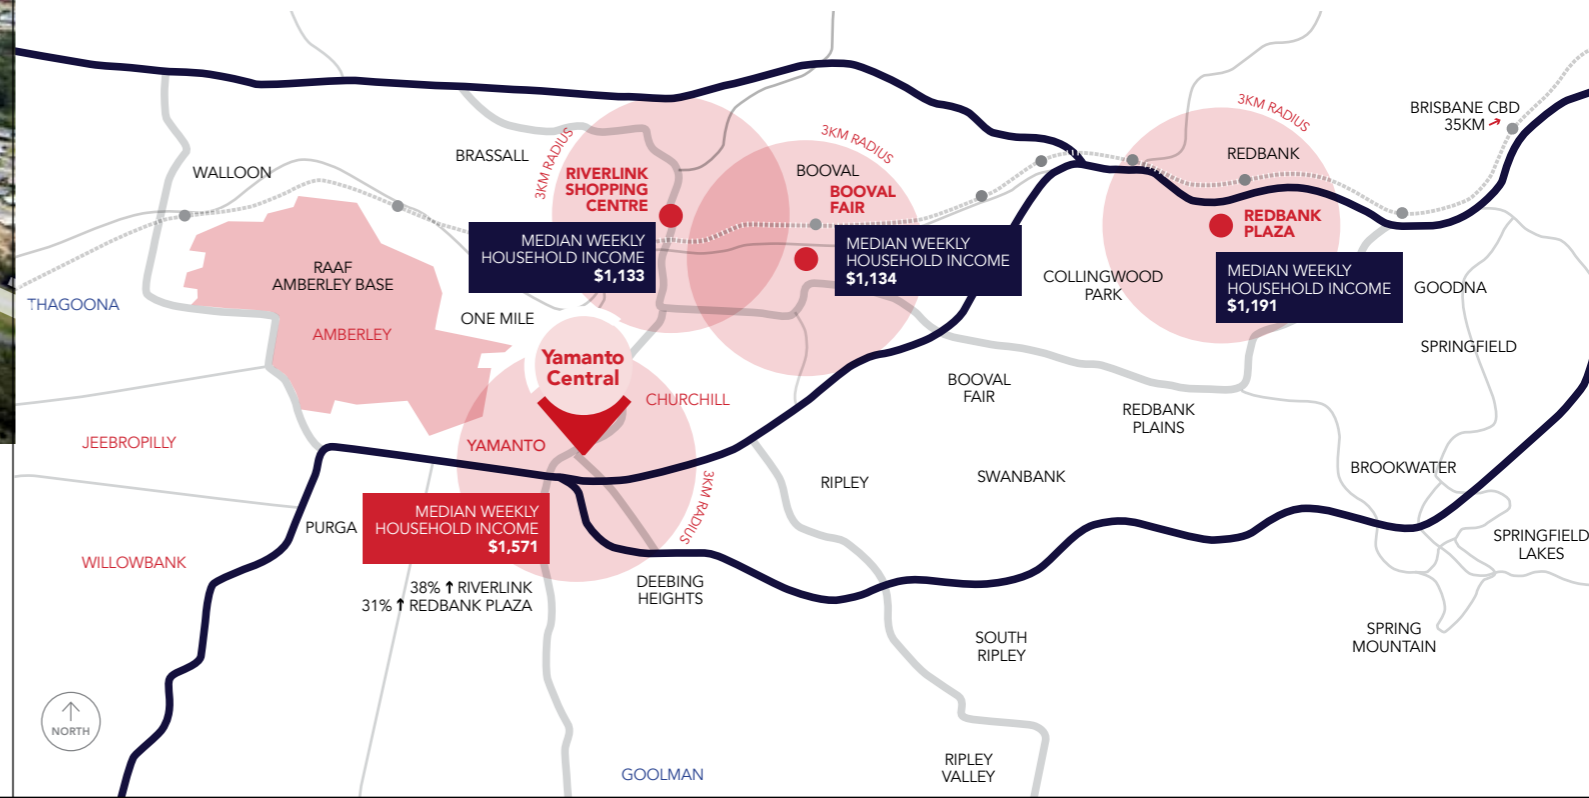 BRISBANE CBD
35KM
3KM RADIUS
3KM RADIUS
3KM RADIUS
BRASSALL
WALLOON
RIVERLINK
SHOPPING
CENTRE
BOOVAL
BOOVAL
FAIR
REDBANK
REDBANK
PLAZA
MEDIAN WEEKLY
HOUSEHOLD INCOME
$1,133
MEDIAN WEEKLY
HOUSEHOLD INCOME
$1,134
MEDIAN WEEKLY
HOUSEHOLD INCOME
$1,191
RAAF
AMBERLEY BASE
COLLINGWOOD
PARK
GOODNA
THAGOONA
ONE MILE
AMBERLEY
SPRINGFIELD
Yamanto
Central
CHURCHILL
BOOVAL
FAIR
REDBANK
PLAINS
JEEBROPILLY
YAMANTO
3KM RADIUS
RIPLEY
SWANBANK
BROOKWATER
PURGA
MEDIAN WEEKLY
HOUSEHOLD INCOME
$1,571
SPRINGFIELD
LAKES
WILLOWBANK
38% ↑ RIVERLINK
31% ↑ REDBANK PLAZA
DEEBING
HEIGHTS
SOUTH
RIPLEY
SPRING
MOUNTAIN
NORTH
GOOLMAN
RIPLEY
VALLEY